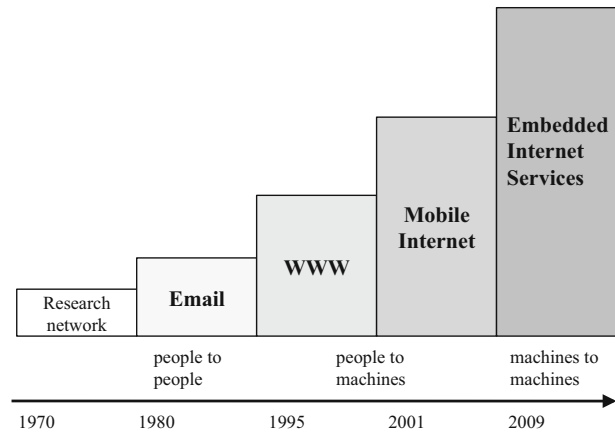 Research
network
Email
WWW
Mobile
Internet
Embedded
Internet
Services
people to
people
people to
machines
machines to
machines
1970
1980
1995
2001
2009